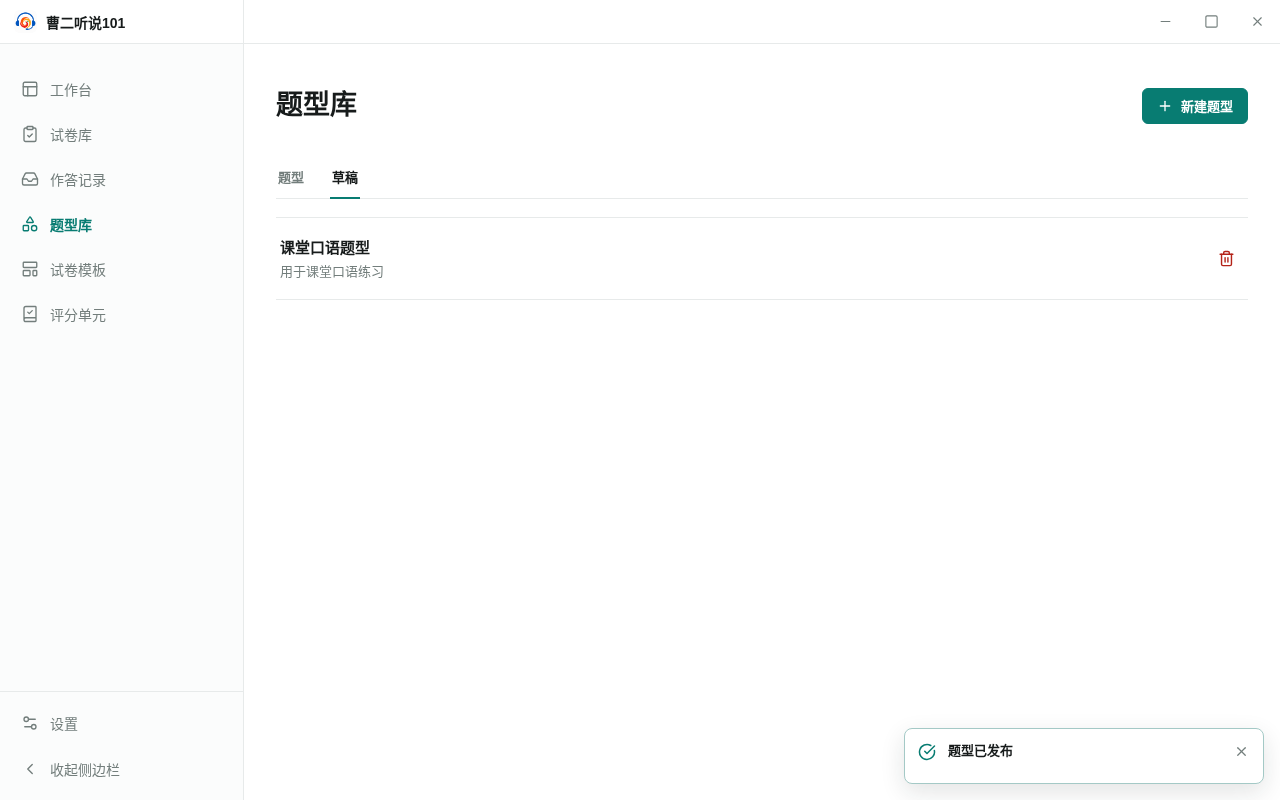 曹二听说101
工作台
试卷库
作答记录
题型库
试卷模板
评分单元
设置
收起侧边栏
题型库
新建题型
题型
草稿
课堂口语题型
用于课堂口语练习
题型已发布